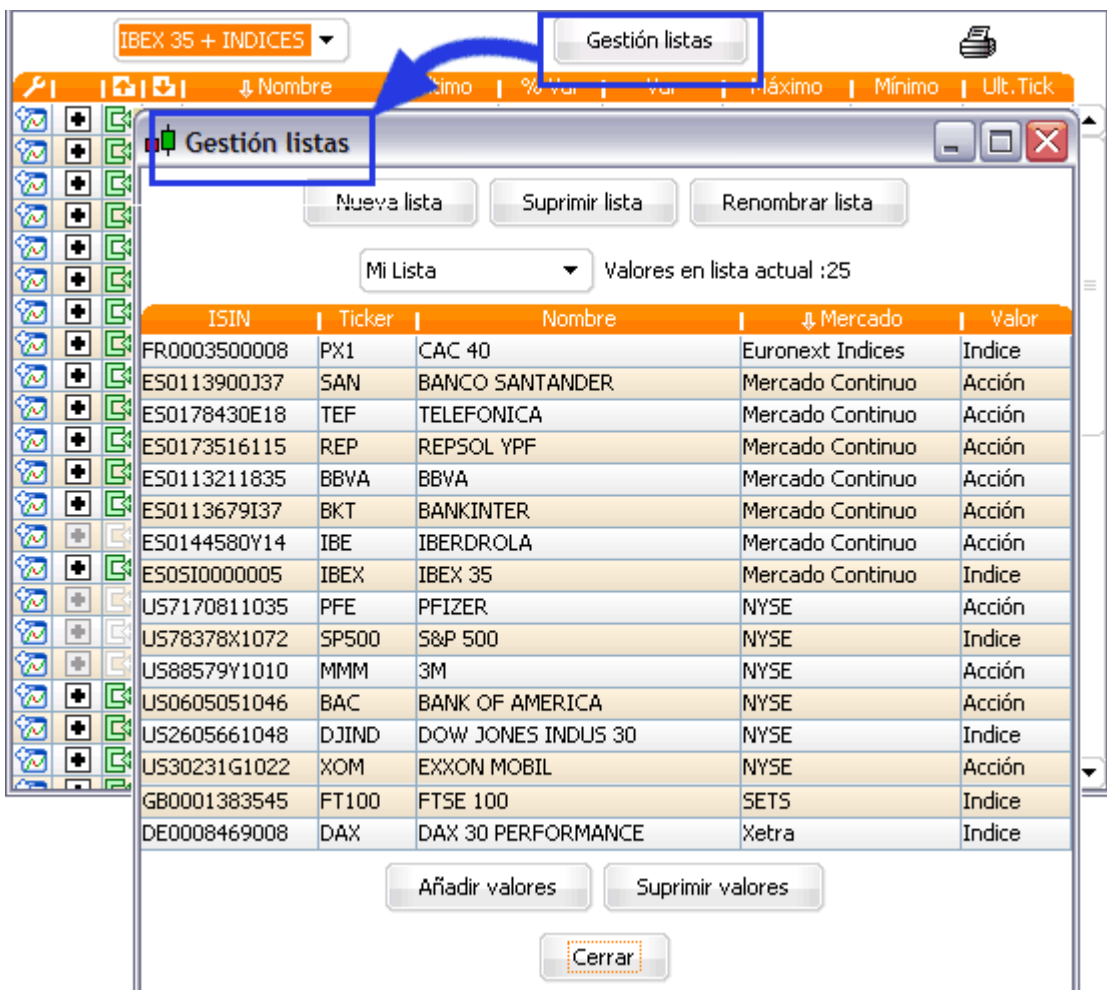 IBEX 35 + INDICES Gestión listas
Nombre % Var Var Máximo Mínimo Ult.Tick
Gestión listas
Nueva lista Suprimir lista Renombrar lista
Mi Lista Valores en lista actual :25
ISIN Ticker Nombre Mercado Valor
FR0003500008 PX1 CAC 40 Euronext Indices Indice
ES0113900J37 SAN BANCO SANTANDER Mercado Continuo Acción
ES0178430E18 TEF TELEFONICA Mercado Continuo Acción
ES0173516115 REP REPSOL YPF Mercado Continuo Acción
ES0113211835 BBVA BBVA Mercado Continuo Acción
ES0113679I37 BKT BANKINTER Mercado Continuo Acción
ES0144580Y14 IBE IBERDROLA Mercado Continuo Acción
ES0SI0000005 IBEX IBEX 35 Mercado Continuo Indice
US7170811035 PFE PFIZER NYSE Acción
US78378X1072 SP500 S&P 500 NYSE Indice
US88579Y1010 MMM 3M NYSE Acción
US0605051046 BAC BANK OF AMERICA NYSE Acción
US2605661048 DJIND DOW JONES INDUS 30 NYSE Indice
US30231G1022 XOM EXXON MOBIL NYSE Acción
GB0001383545 FT100 FTSE 100 SETS Indice
DE0008469008 DAX DAX 30 PERFORMANCE Xetra Indice
Añadir valores Suprimir valores
Cerrar